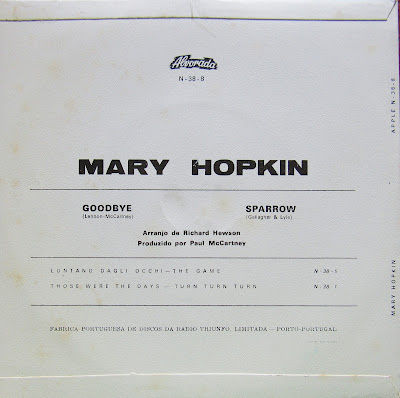 Alvorada
N-38-8
MARY HOPKIN
GOODBYE SPARROW
(Lennon-McCartney) (Gallagher & Lyle)
Arranjo de Richard Hewson
Produzido por Paul McCartney
LONTANO DAGLI OCCHI — THE GAME N-38-5
THOSE WERE THE DAYS — TURN TURN TURN N-38-1
FÁBRICA PORTUGUESA DE DISCOS DA RÁDIO TRIUNFO, LIMITADA — PORTO-PORTUGAL
APPLE N-38-8
MARY HOPKIN